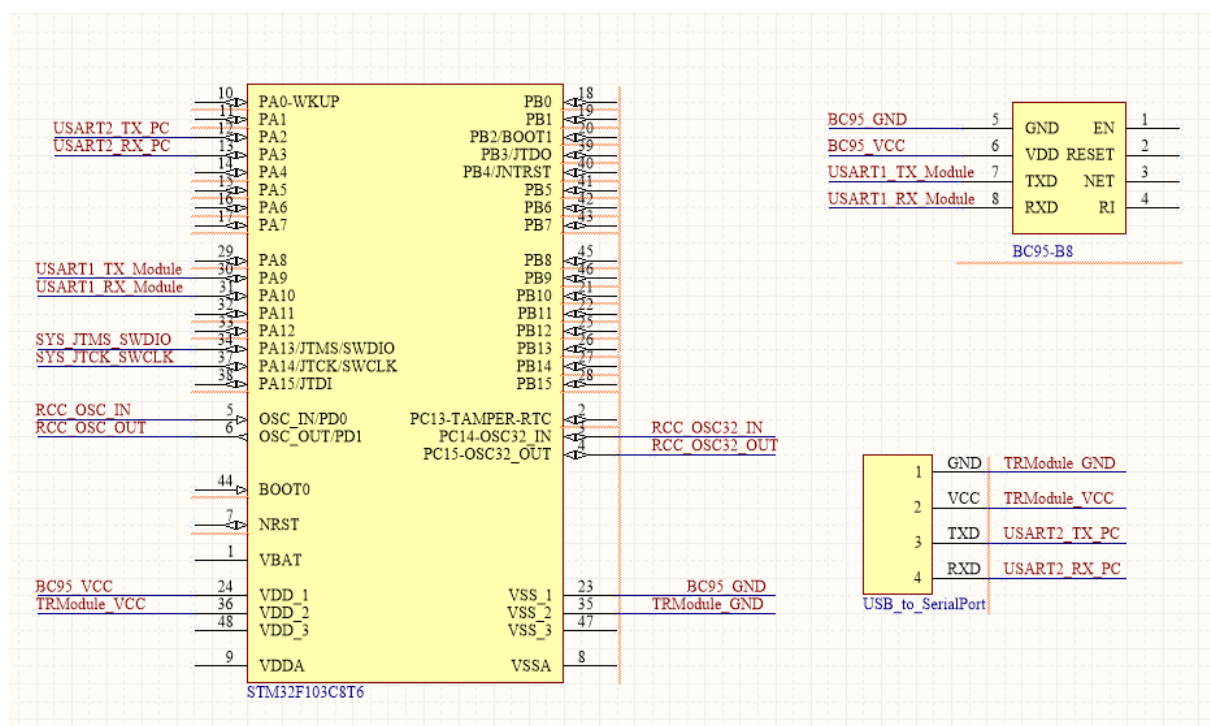 10 PA0-WKUP PB0 18
11 PA1 PB1 19
USART2_TX_PC 12 PA2 PB2/BOOT1 20
USART2_RX_PC 13 PA3 PB3/JTDO 39
14 PA4 PB4/JNTRST 40
15 PA5 PB5 41
16 PA6 PB6 42
17 PA7 PB7 43
29 PA8 PB8 45
USART1_TX_Module 30 PA9 PB9 46
USART1_RX_Module 31 PA10 PB10 21
32 PA11 PB11 22
33 PA12 PB12 25
SYS_JTMS_SWDIO 34 PA13/JTMS/SWDIO PB13 26
SYS_JTCK_SWCLK 37 PA14/JTCK/SWCLK PB14 27
38 PA15/JTDI PB15 28
RCC_OSC_IN 5 OSC_IN/PD0 PC13-TAMPER-RTC 2
RCC_OSC_OUT 6 OSC_OUT/PD1 PC14-OSC32_IN 3 RCC_OSC32_IN
PC15-OSC32_OUT 4 RCC_OSC32_OUT
44 BOOT0
7 NRST
1 VBAT
BC95_VCC 24 VDD_1 VSS_1 23 BC95_GND
TRModule_VCC 36 VDD_2 VSS_2 35 TRModule_GND
48 VDD_3 VSS_3 47
9 VDDA VSSA 8
STM32F103C8T6
BC95_GND 5 GND EN 1
BC95_VCC 6 VDD RESET 2
USART1_TX_Module 7 TXD NET 3
USART1_RX_Module 8 RXD RI 4
BC95-B8
1 GND TRModule_GND
2 VCC TRModule_VCC
3 TXD USART2_TX_PC
4 RXD USART2_RX_PC
USB_to_SerialPort